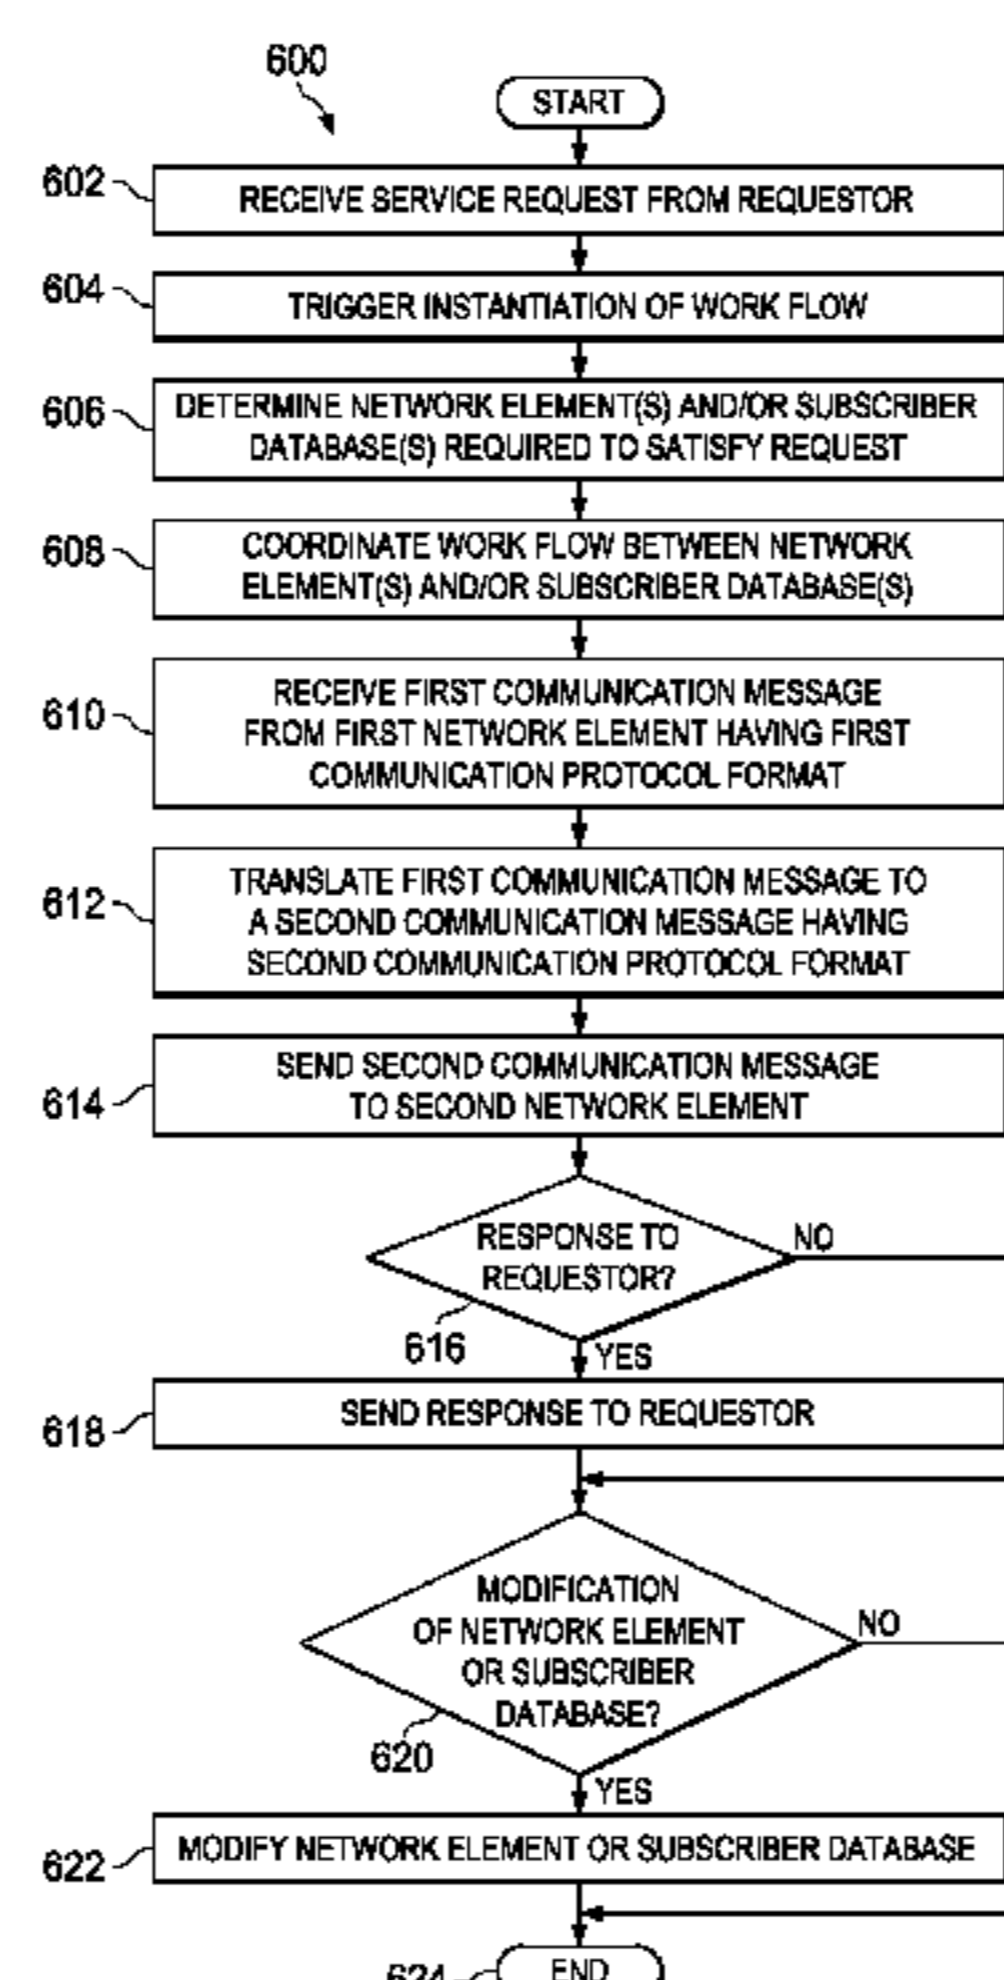 600
START
602
RECEIVE SERVICE REQUEST FROM REQUESTOR
604
TRIGGER INSTANTIATION OF WORK FLOW
606
DETERMINE NETWORK ELEMENT(S) AND/OR SUBSCRIBER
DATABASE(S) REQUIRED TO SATISFY REQUEST
608
COORDINATE WORK FLOW BETWEEN NETWORK
ELEMENT(S) AND/OR SUBSCRIBER DATABASE(S)
610
RECEIVE FIRST COMMUNICATION MESSAGE
FROM FIRST NETWORK ELEMENT HAVING FIRST
COMMUNICATION PROTOCOL FORMAT
612
TRANSLATE FIRST COMMUNICATION MESSAGE TO
A SECOND COMMUNICATION MESSAGE HAVING
SECOND COMMUNICATION PROTOCOL FORMAT
614
SEND SECOND COMMUNICATION MESSAGE
TO SECOND NETWORK ELEMENT
RESPONSE TO
REQUESTOR?
NO
616
YES
618
SEND RESPONSE TO REQUESTOR
MODIFICATION
OF NETWORK ELEMENT
OR SUBSCRIBER
DATABASE?
NO
620
YES
622
MODIFY NETWORK ELEMENT OR SUBSCRIBER DATABASE
624
END